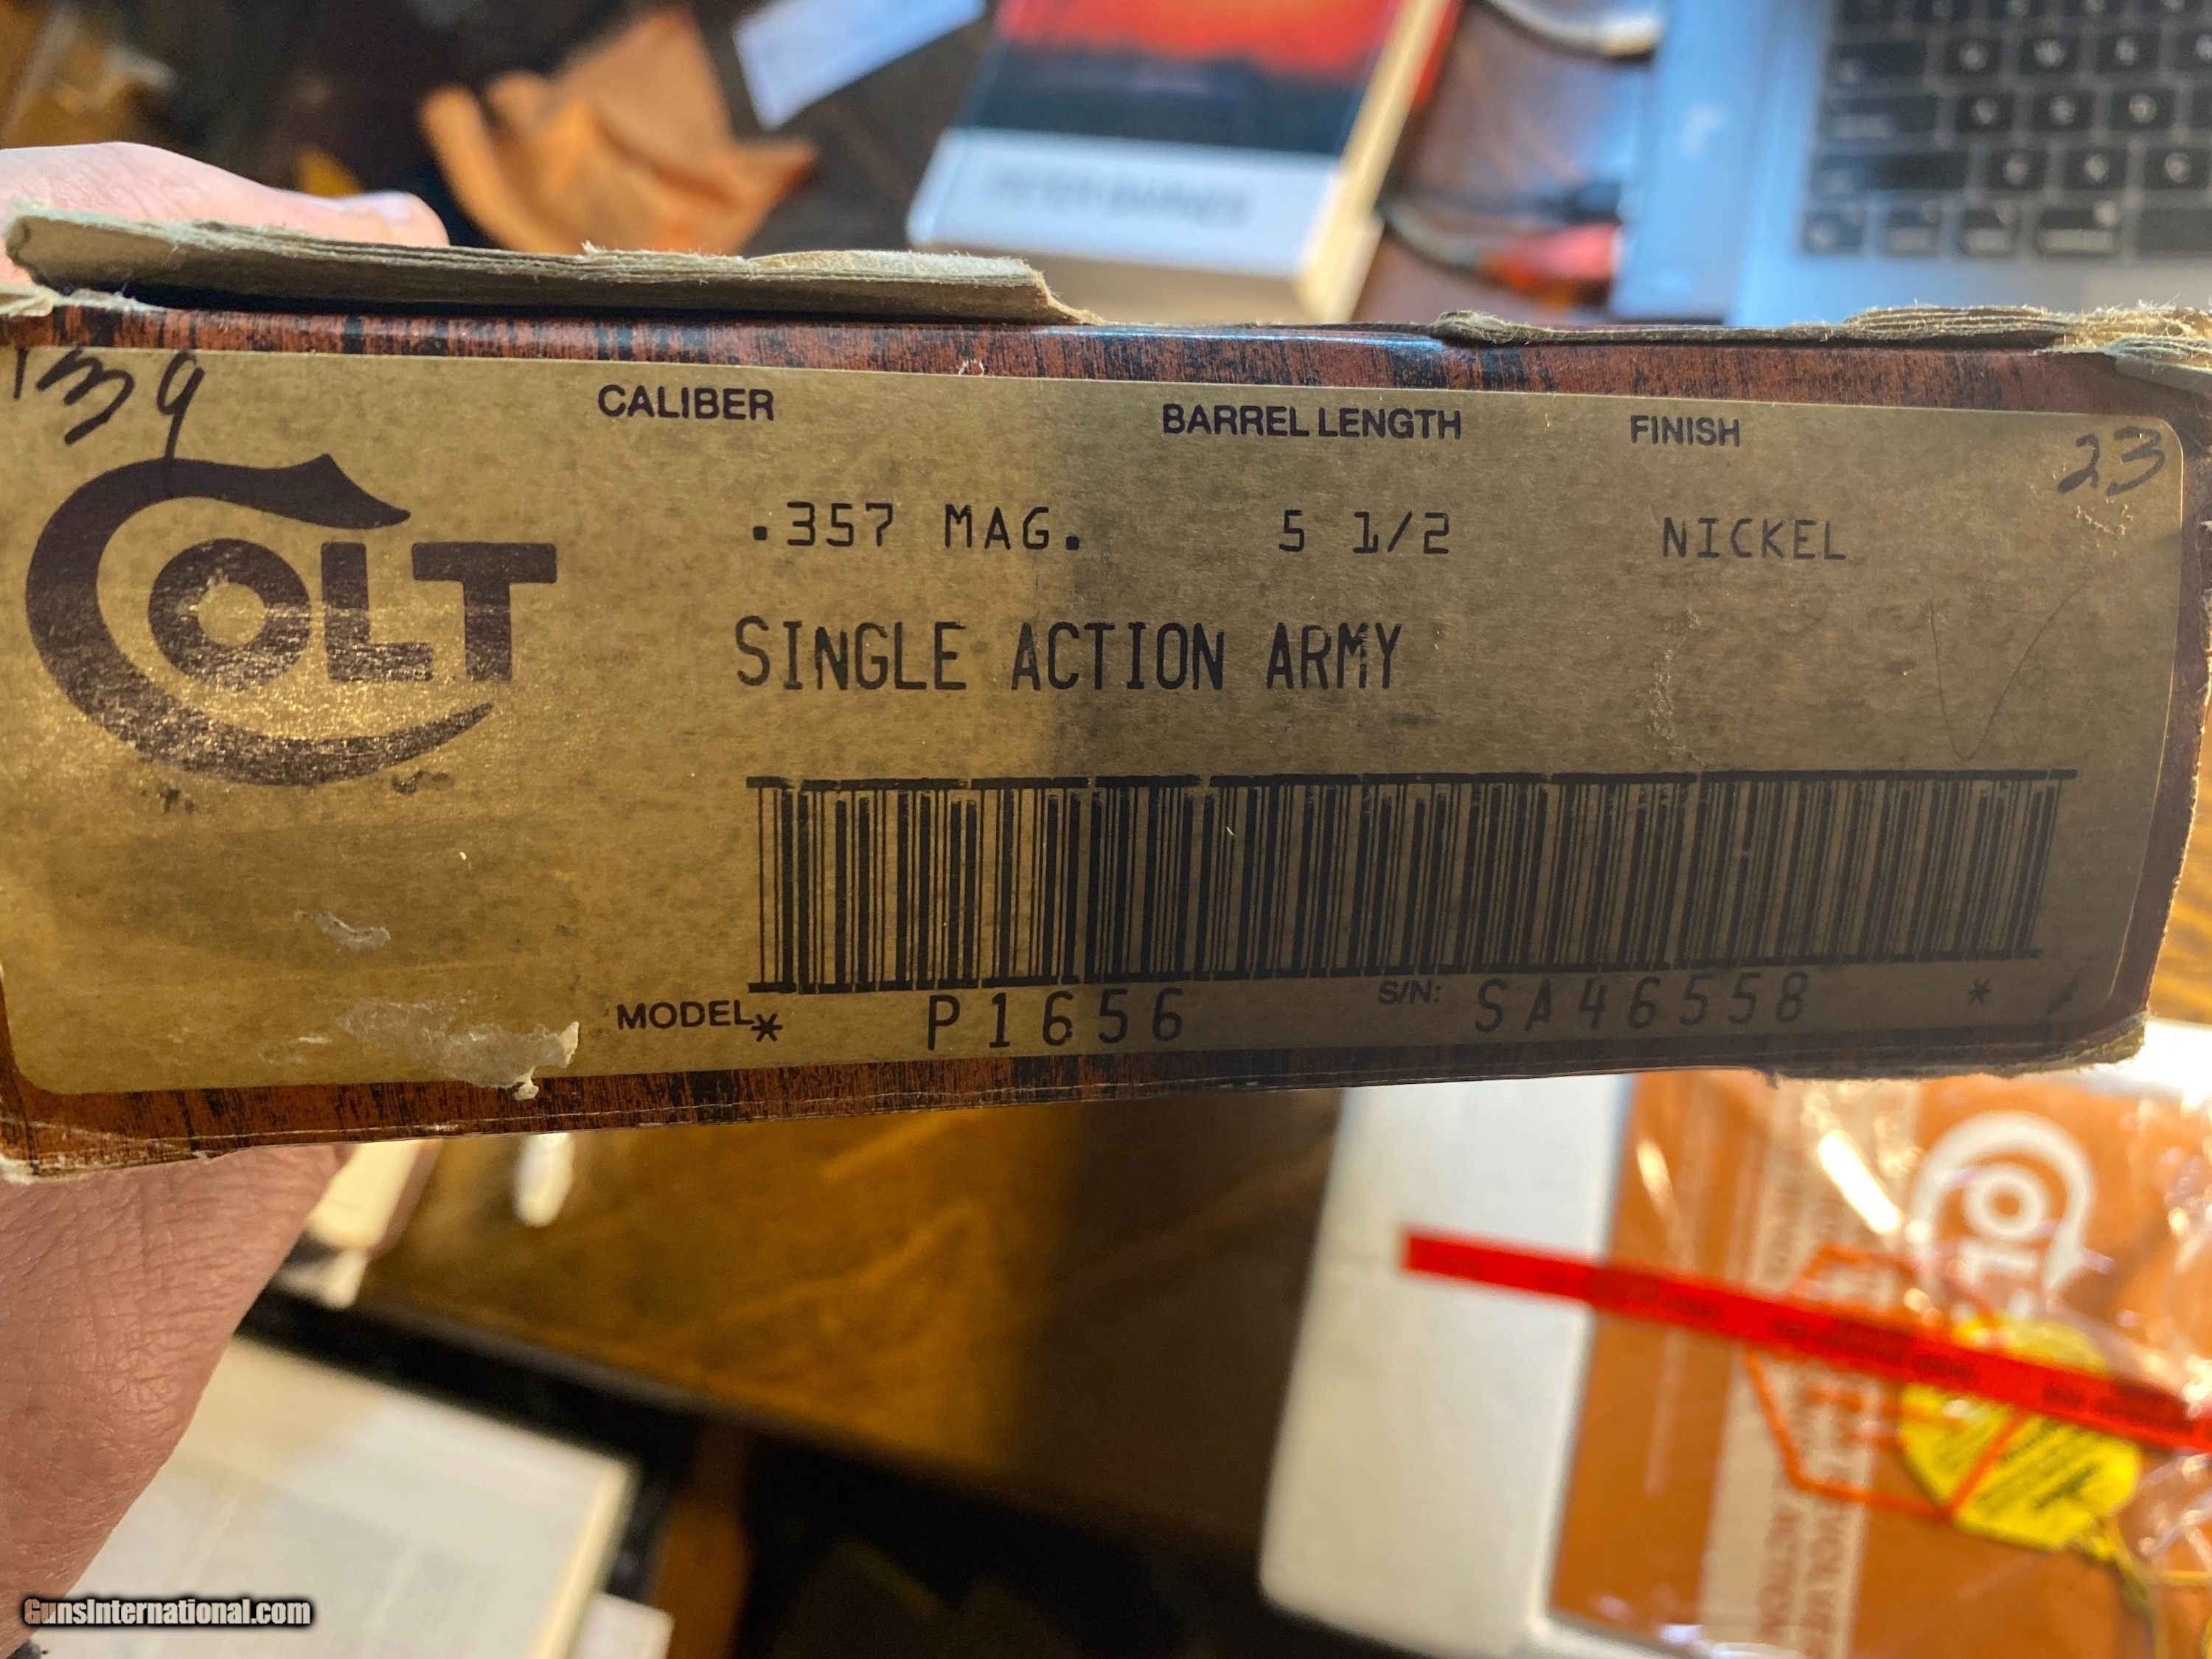 139
CALIBER BARREL LENGTH FINISH
23
COLT
.357 MAG. 5 1/2 NICKEL
SINGLE ACTION ARMY
MODEL * P1656 S/N: SA46558 *
GunsInternational.com